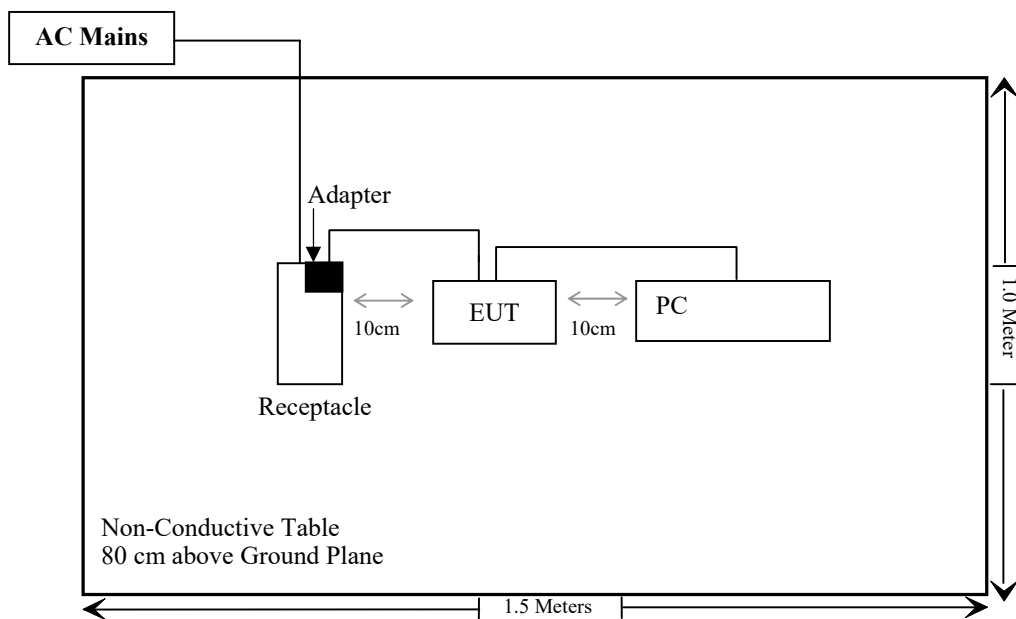 AC Mains
Adapter
EUT
PC
10cm
10cm
Receptacle
1.0 Meter
Non-Conductive Table
80 cm above Ground Plane
1.5 Meters